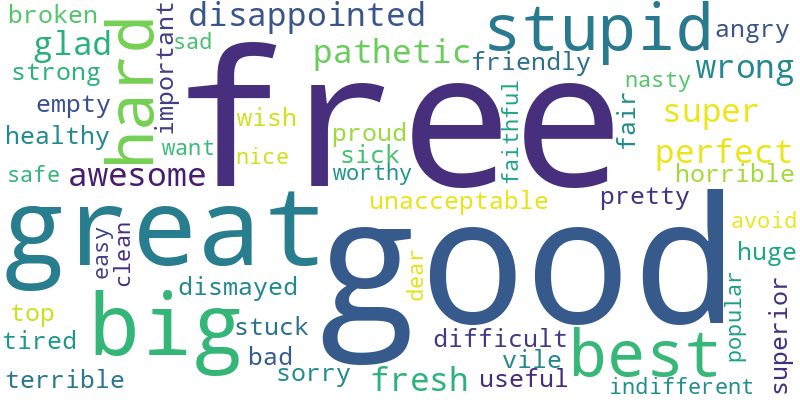 broken
disappointed
stupid
angry
glad
hard
important
sad
pathetic
friendly
wrong
strong
free
nasty
empty
wish
faithful
fair
super
healthy
proud
want
nice
sick
perfect
safe
awesome
worthy
horrible
great
unacceptable
pretty
good
avoid
easy
clean
dear
huge
dismayed
popular
superior
top
big
stuck
difficult
best
tired
bad
vile
terrible
sorry
fresh
useful
indifferent